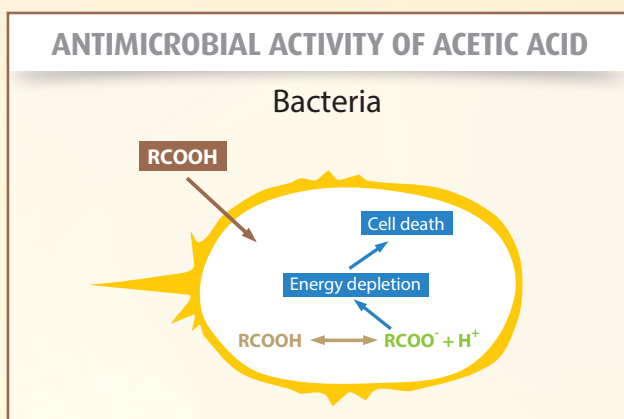 ANTIMICROBIAL ACTIVITY OF ACETIC ACID
Bacteria
RCOOH
Cell death
Energy depletion
RCOOH RCOO⁻ + H⁺